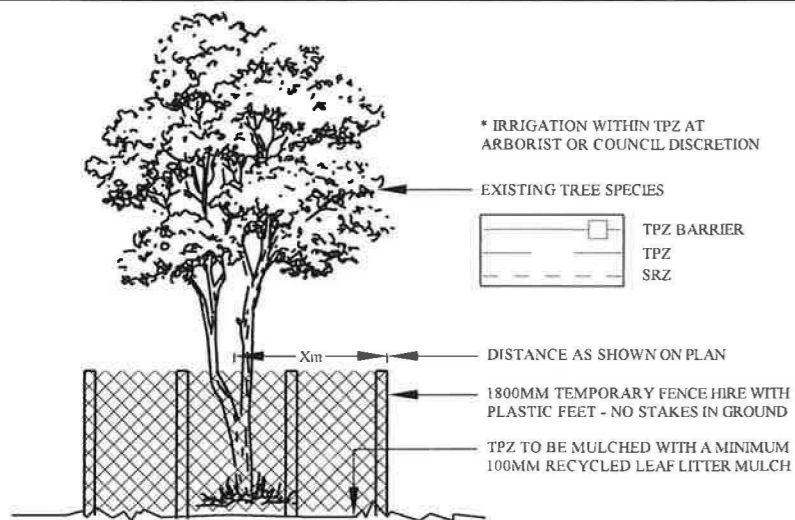 * IRRIGATION WITHIN TPZ AT
ARBORIST OR COUNCIL DISCRETION
EXISTING TREE SPECIES
TPZ BARRIER
TPZ
SRZ
Xm
DISTANCE AS SHOWN ON PLAN
1800MM TEMPORARY FENCE HIRE WITH
PLASTIC FEET - NO STAKES IN GROUND
TPZ TO BE MULCHED WITH A MINIMUM
100MM RECYCLED LEAF LITTER MULCH